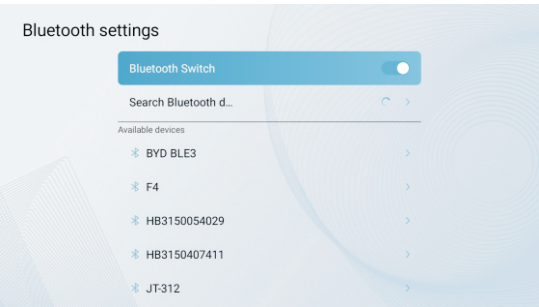 Bluetooth settings
Bluetooth Switch
Search Bluetooth d...
Available devices
BYD BLE3
F4
HB3150054029
HB3150407411
JT-312